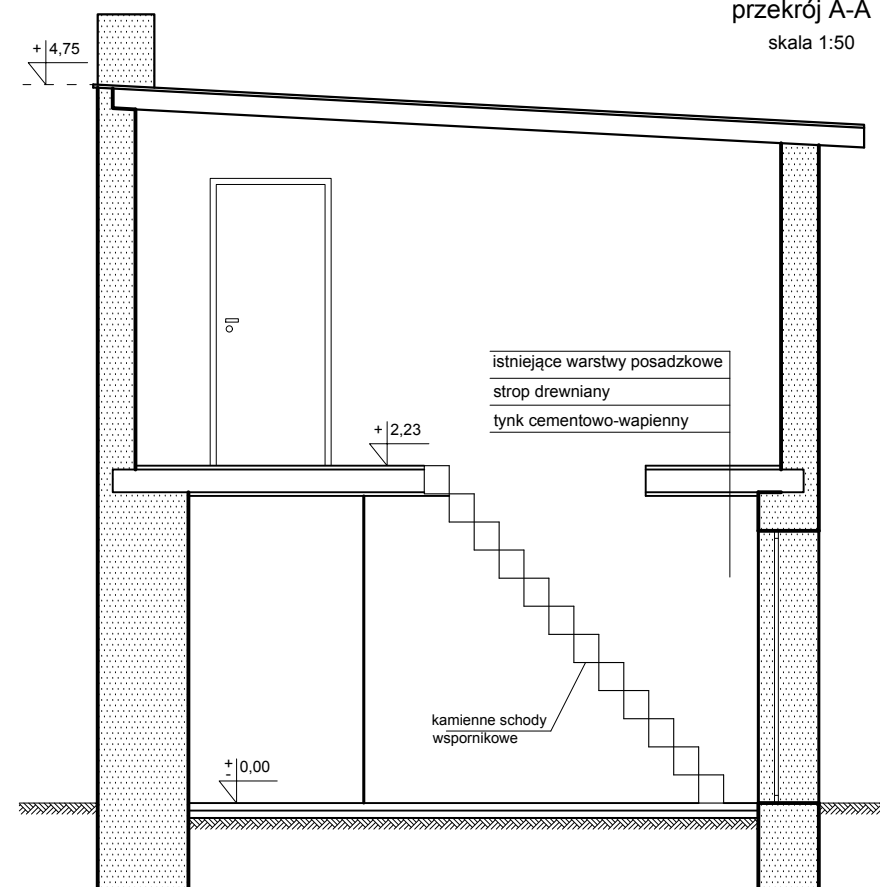 przekrój A-A
skala 1:50
+ 4,75
istniejące warstwy posadzkowe
strop drewniany
tynk cementowo-wapienny
+ 2,23
kamienne schody
wspornikowe
+
- 0,00